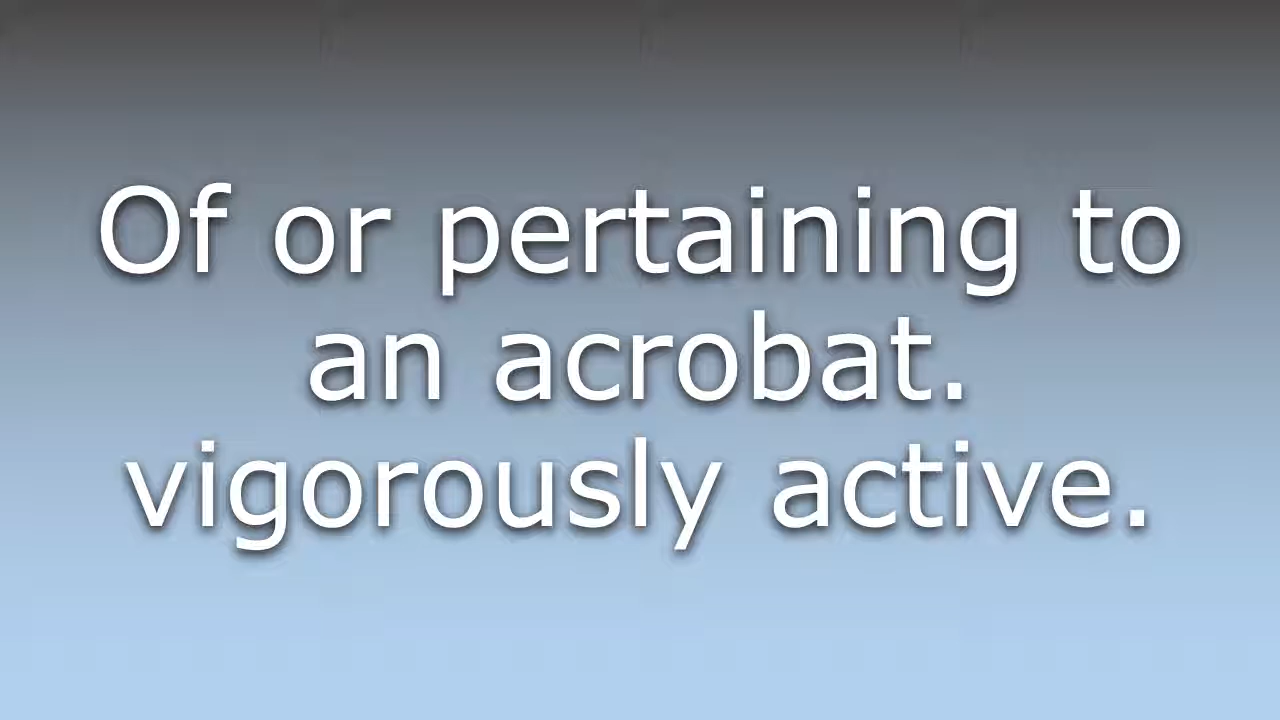 Of or pertaining to
an acrobat.
vigorously active.